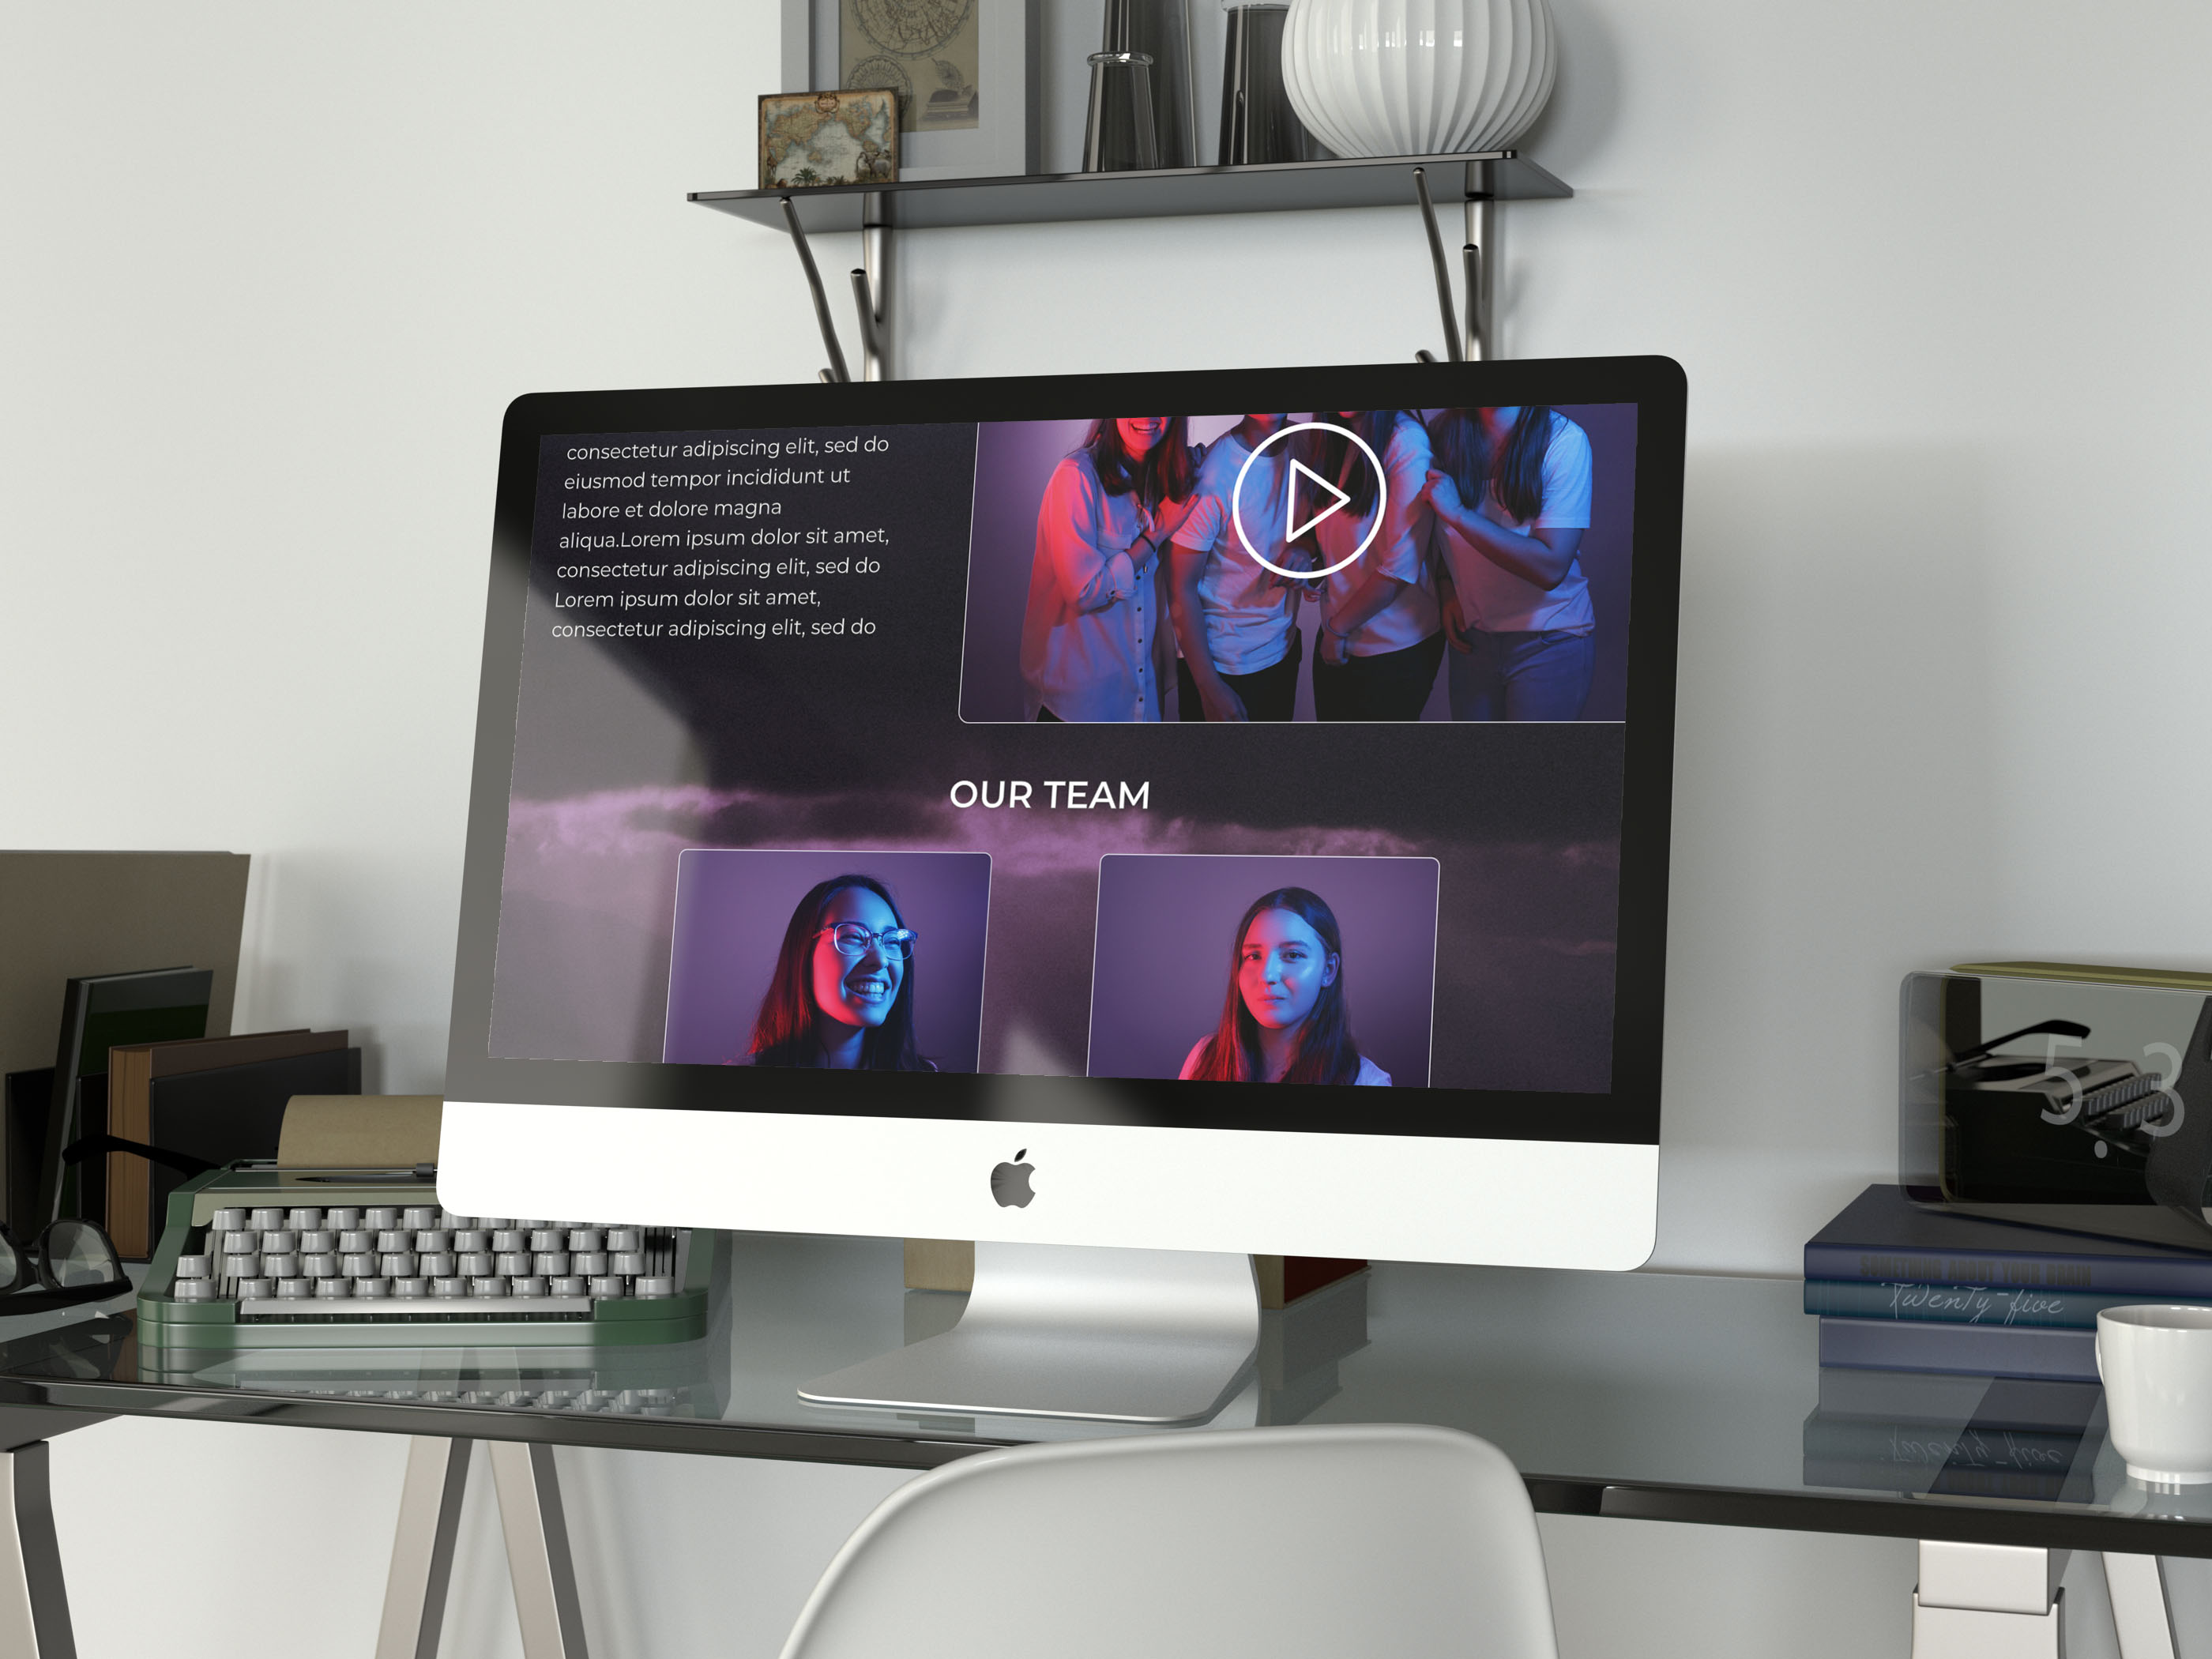 consectetur adipiscing elit, sed do
eiusmod tempor incididunt ut
labore et dolore magna
aliqua.Lorem ipsum dolor sit amet,
consectetur adipiscing elit, sed do
Lorem ipsum dolor sit amet,
consectetur adipiscing elit, sed do
OUR TEAM
5 3
Twenty-five